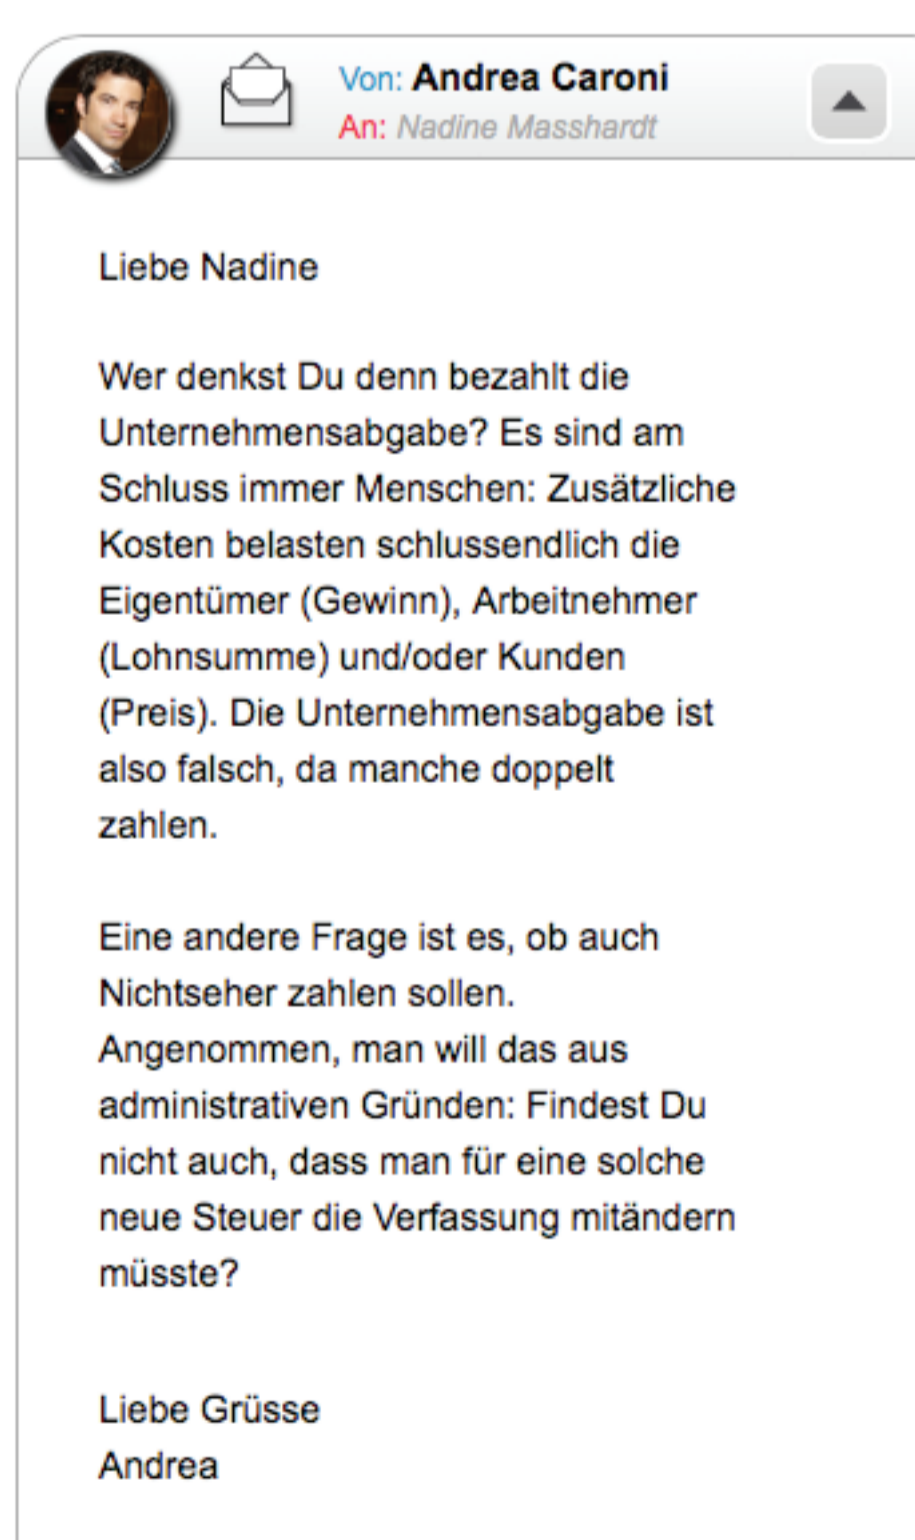 Von: Andrea Caroni
An: Nadine Masshardt
Liebe Nadine
Wer denkst Du denn bezahlt die
Unternehmensabgabe? Es sind am
Schluss immer Menschen: Zusätzliche
Kosten belasten schlussendlich die
Eigentümer (Gewinn), Arbeitnehmer
(Lohnsumme) und/oder Kunden
(Preis). Die Unternehmensabgabe ist
also falsch, da manche doppelt
zahlen.
Eine andere Frage ist es, ob auch
Nichtseher zahlen sollen.
Angenommen, man will das aus
administrativen Gründen: Findest Du
nicht auch, dass man für eine solche
neue Steuer die Verfassung mitändern
müsste?
Liebe Grüsse
Andrea